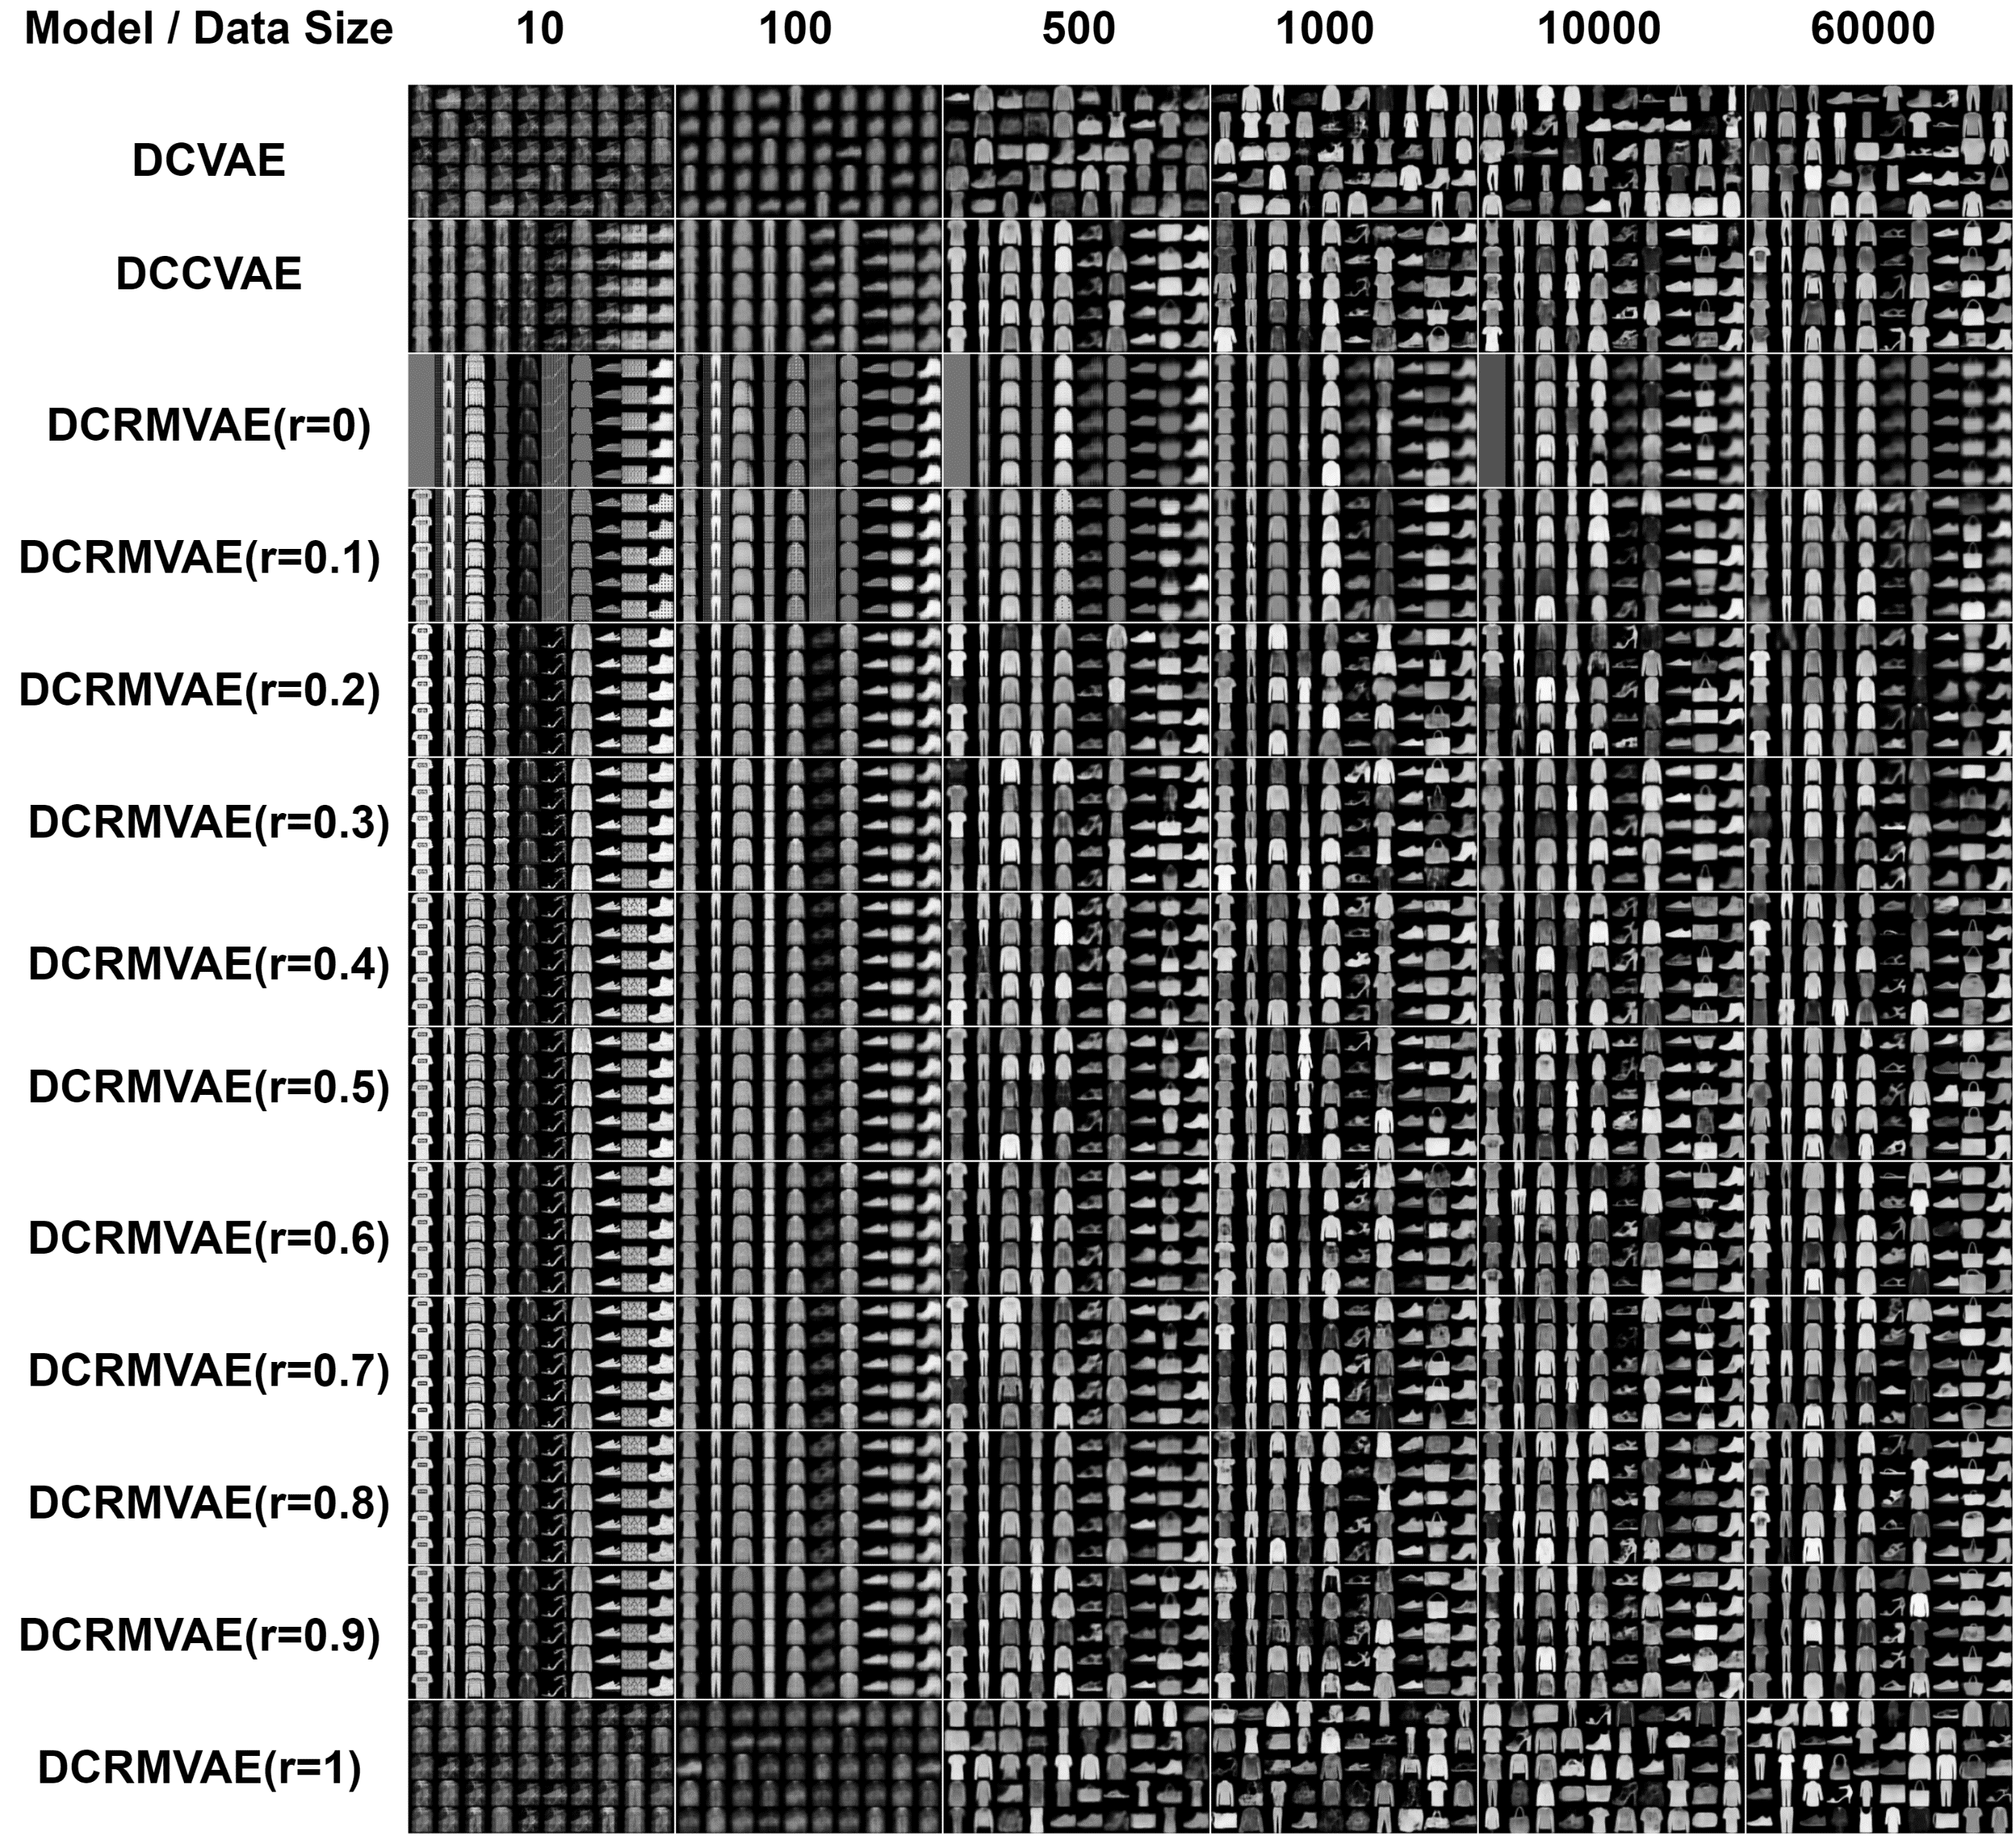 Model / Data Size 10 100 500 1000 10000 60000
DCVAE
DCCVAE
DCRMVAE(r=0)
DCRMVAE(r=0.1)
DCRMVAE(r=0.2)
DCRMVAE(r=0.3)
DCRMVAE(r=0.4)
DCRMVAE(r=0.5)
DCRMVAE(r=0.6)
DCRMVAE(r=0.7)
DCRMVAE(r=0.8)
DCRMVAE(r=0.9)
DCRMVAE(r=1)